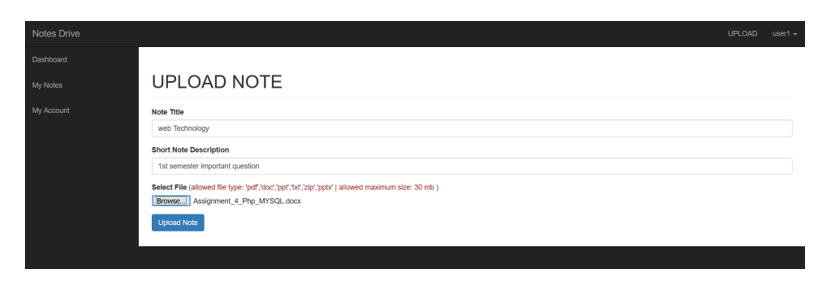 Notes Drive UPLOAD user1
Dashboard
My Notes
My Account
UPLOAD NOTE
Note Title
web Technology
Short Note Description
1st semester important question
Select File (allowed file type: 'pdf','doc','ppt','txt','zip','pptx' | allowed maximum size: 30 mb )
Browse... Assignment_4_Php_MYSQL.docx
Upload Note